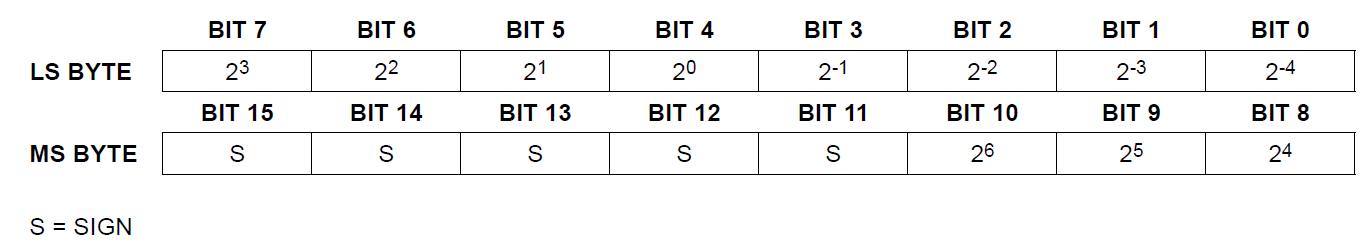 BIT 7 BIT 6 BIT 5 BIT 4 BIT 3 BIT 2 BIT 1 BIT 0
LS BYTE 2³ 2² 2¹ 2⁰ 2⁻¹ 2⁻² 2⁻³ 2⁻⁴
BIT 15 BIT 14 BIT 13 BIT 12 BIT 11 BIT 10 BIT 9 BIT 8
MS BYTE S S S S S 2⁶ 2⁵ 2⁴
S = SIGN